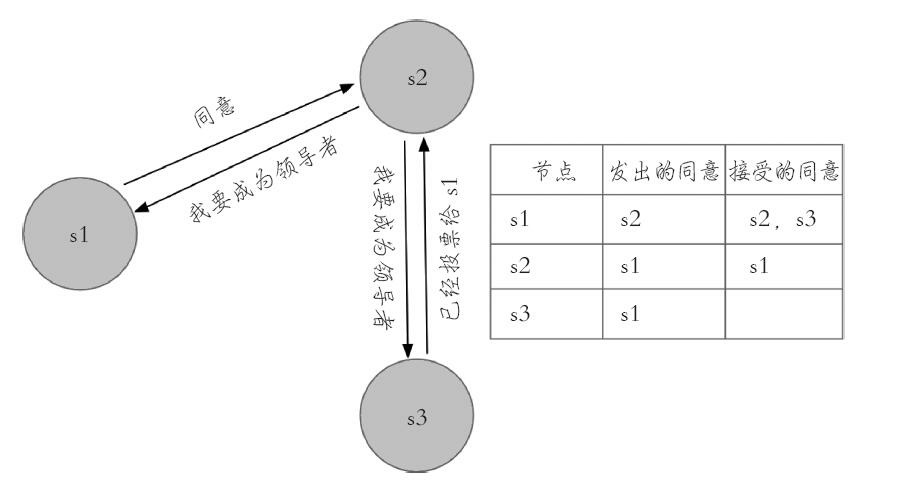 s2
同意
我要成为领导者
s1
我要成为领导者
已经投票给 s1
s3
节点 发出的同意 接受的同意
s1 s2 s2, s3
s2 s1 s1
s3 s1